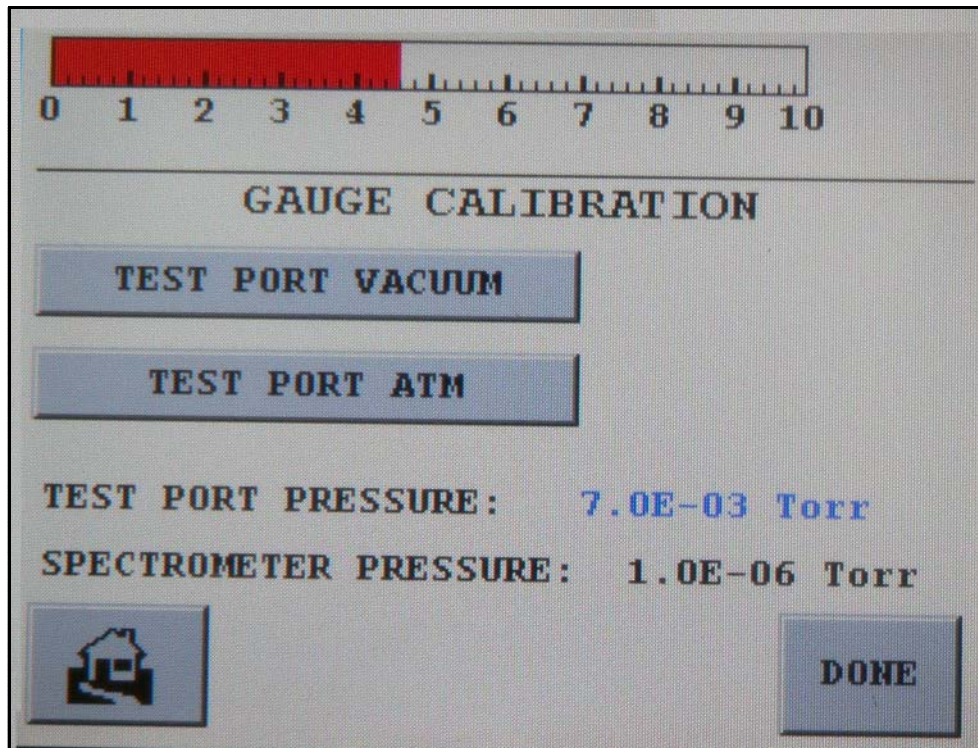 0 1 2 3 4 5 6 7 8 9 10
GAUGE CALIBRATION
TEST PORT VACUUM
TEST PORT ATM
TEST PORT PRESSURE: 7.0E-03 Torr
SPECTROMETER PRESSURE: 1.0E-06 Torr
DONE